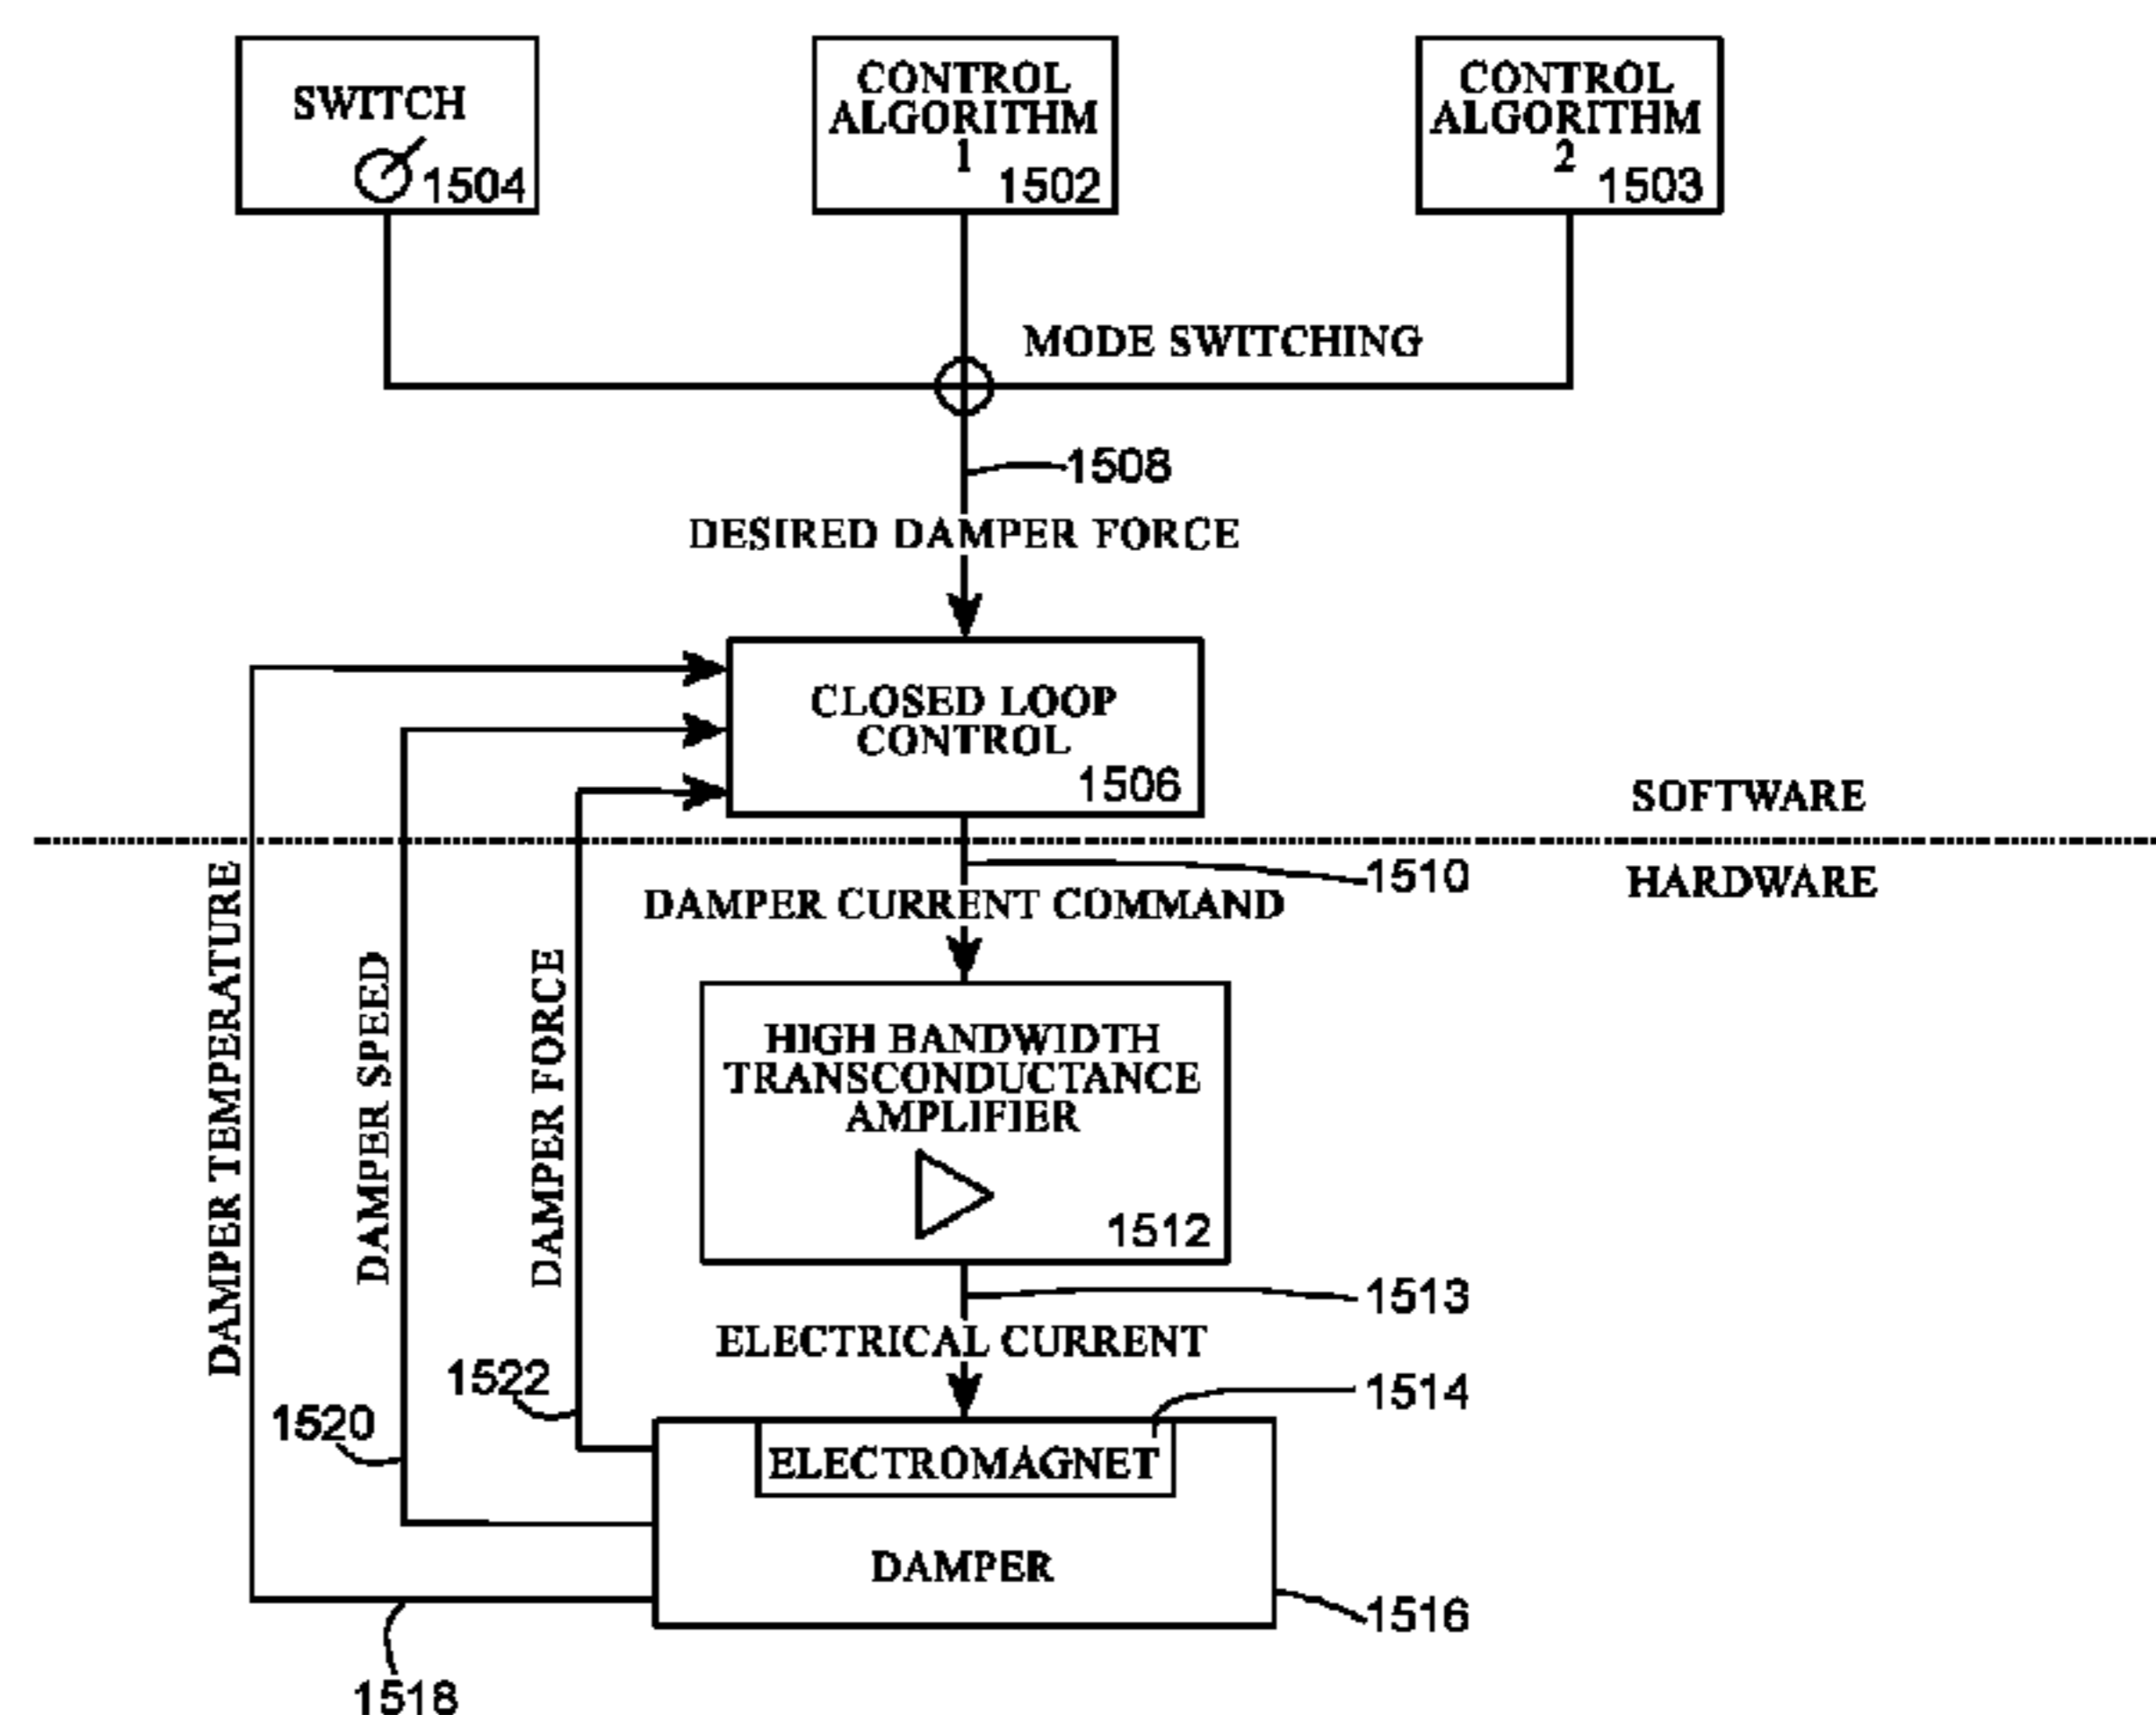 SWITCH
1504
CONTROL
ALGORITHM
1
1502
CONTROL
ALGORITHM
2
1503
MODE SWITCHING
1508
DESIRED DAMPER FORCE
CLOSED LOOP
CONTROL
1506
SOFTWARE
HARDWARE
1510
DAMPER CURRENT COMMAND
DAMPER TEMPERATURE
DAMPER SPEED
DAMPER FORCE
HIGH BANDWIDTH
TRANSCONDUCTANCE
AMPLIFIER
1512
1513
ELECTRICAL CURRENT
1522
1514
1520
ELECTROMAGNET
DAMPER
1516
1518